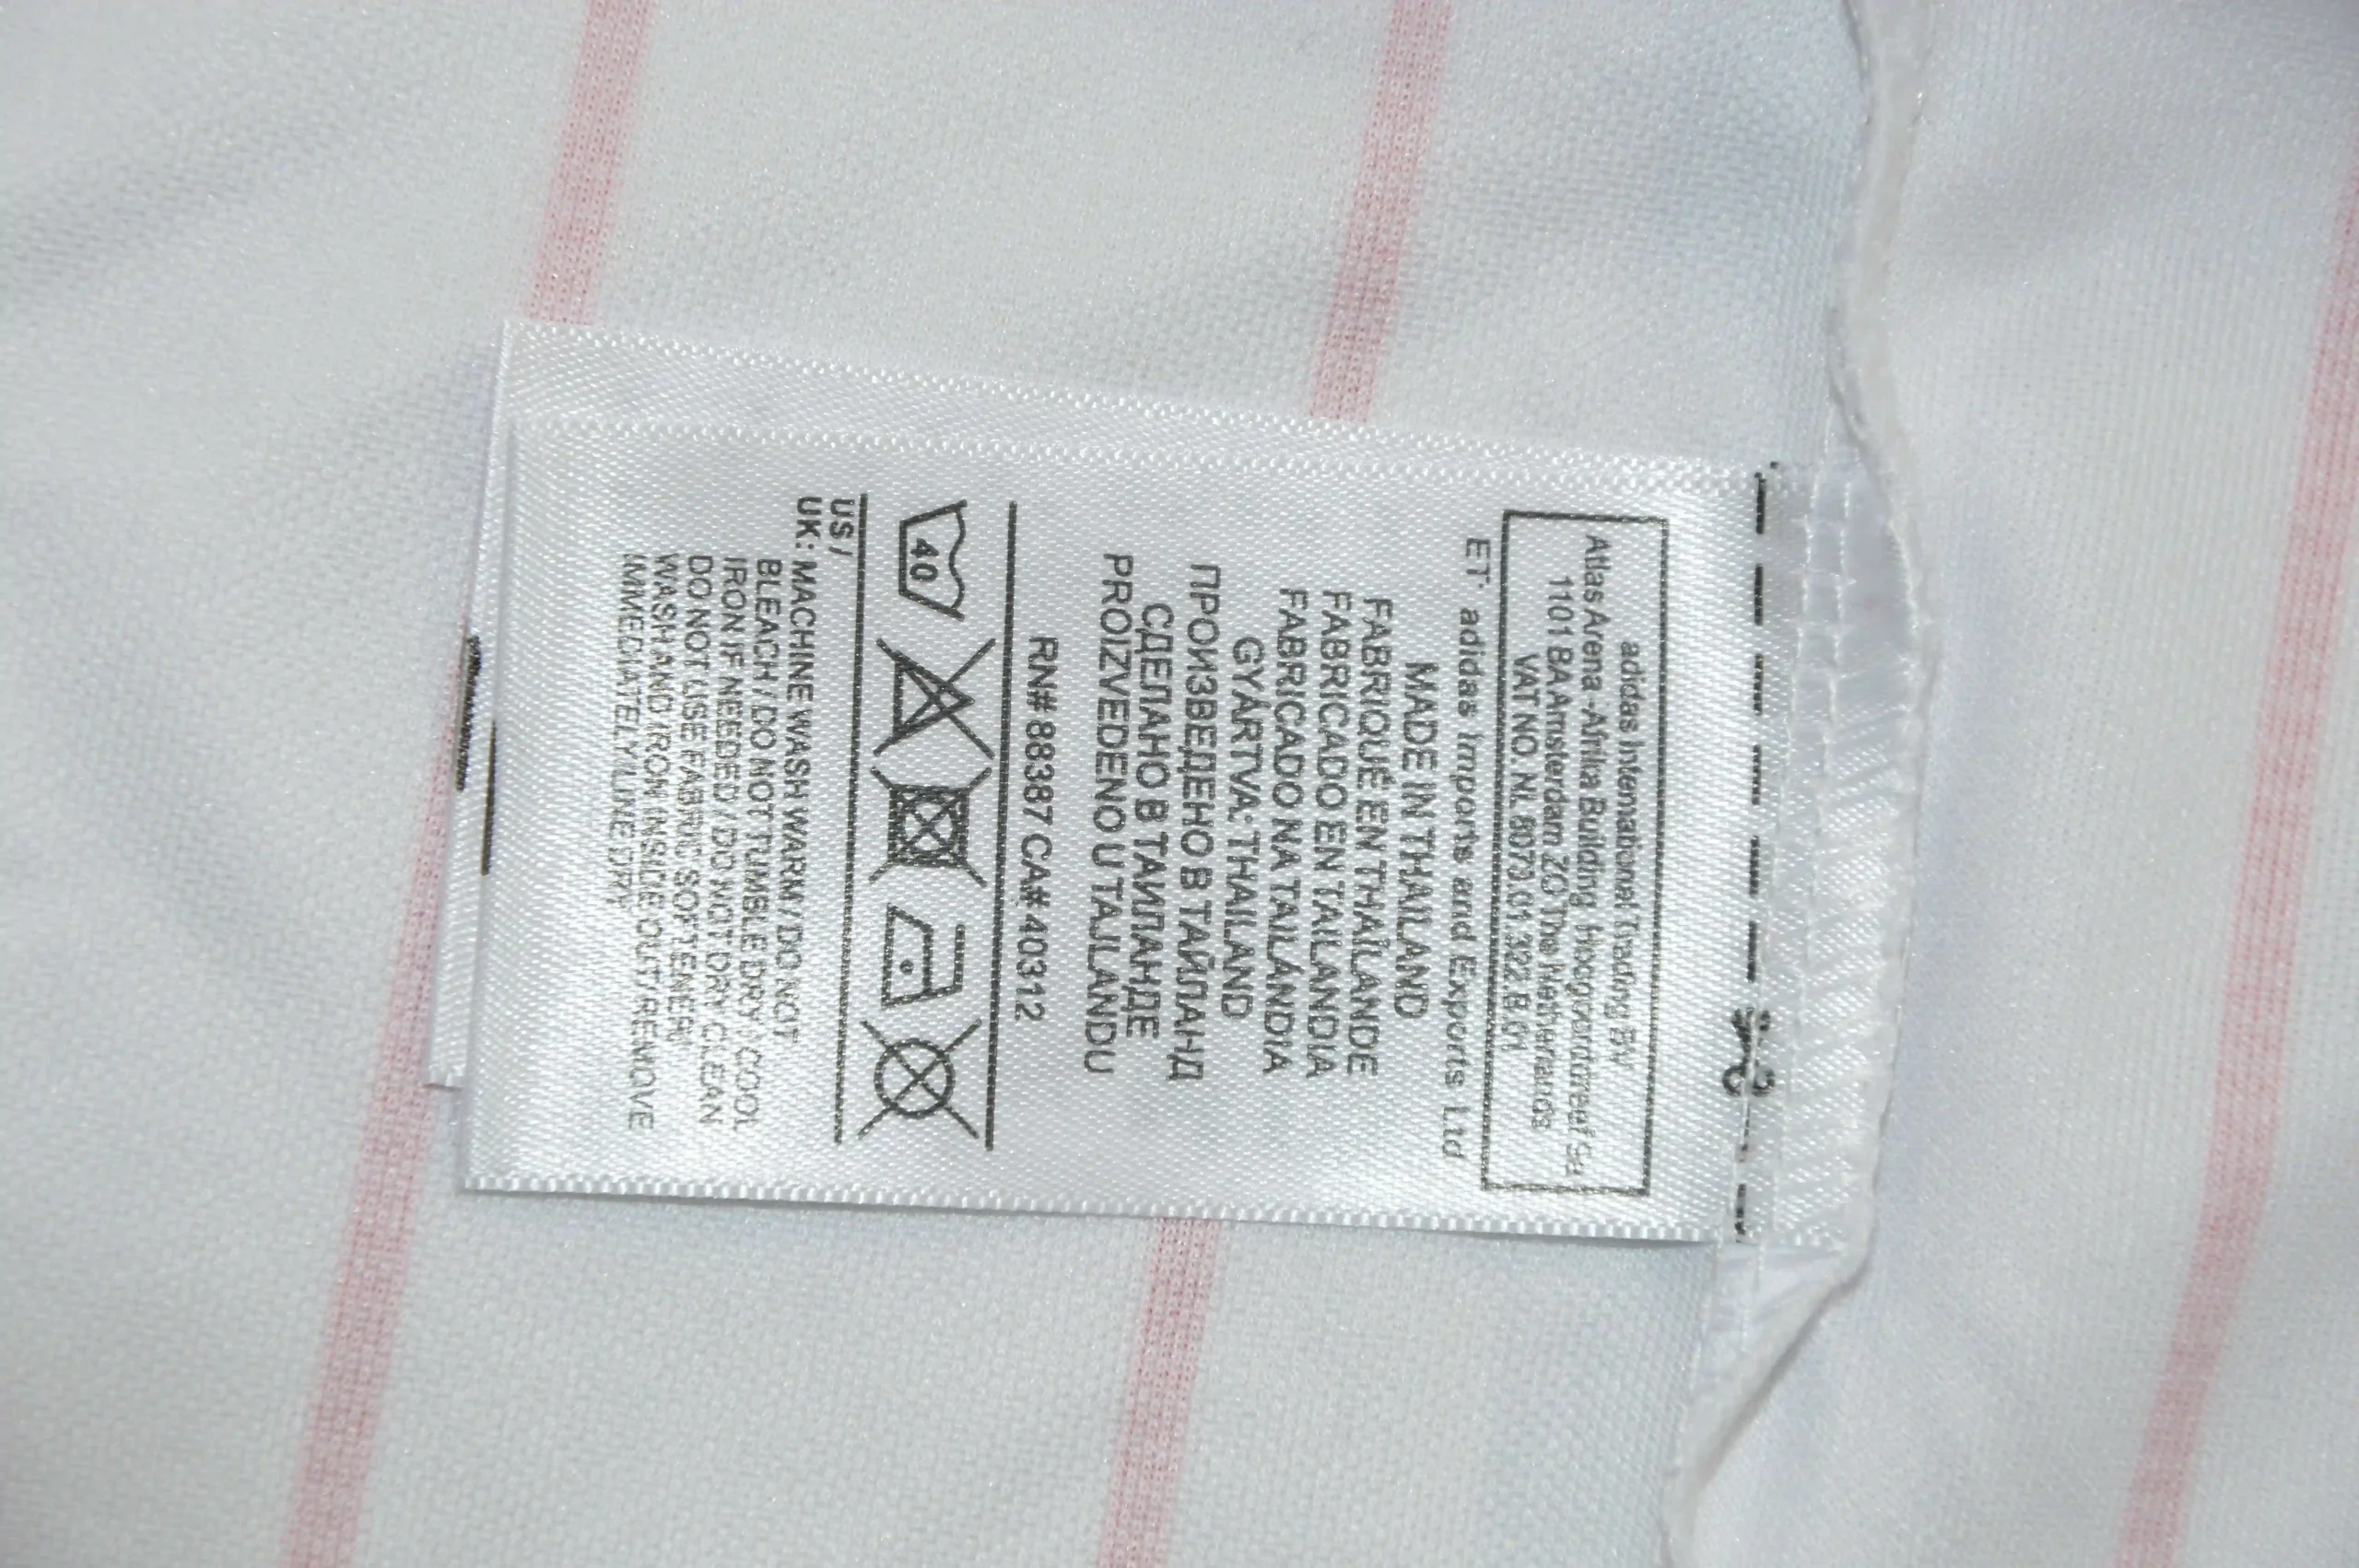 adidas International Trading BV
Atlas Arena - Afrika Building, Hoogoorddreef 9a
1101 BA Amsterdam ZO, The Netherlands
VAT NO. NL 8073.01.322.B.01
ET: adidas Imports and Exports Ltd
MADE IN THAILAND
FABRIQUÉ EN THAÏLANDE
FABRICADO EN TAILANDIA
FABRICADO NA TAILÂNDIA
GYÁRTVA: THAILAND
ПРОИЗВЕДЕНО В ТАЙЛАНД
СДЕЛАНО В ТАИЛАНДЕ
PROIZVEDENO U TAJLANDU
RN# 88387 CA# 40312
40
US /
UK: MACHINE WASH WARM / DO NOT
BLEACH / DO NOT TUMBLE DRY / COOL
IRON IF NEEDED / DO NOT DRY CLEAN
DO NOT USE FABRIC SOFTENER/
WASH AND IRON INSIDE OUT/ REMOVE
IMMEDIATELY/LINE DRY